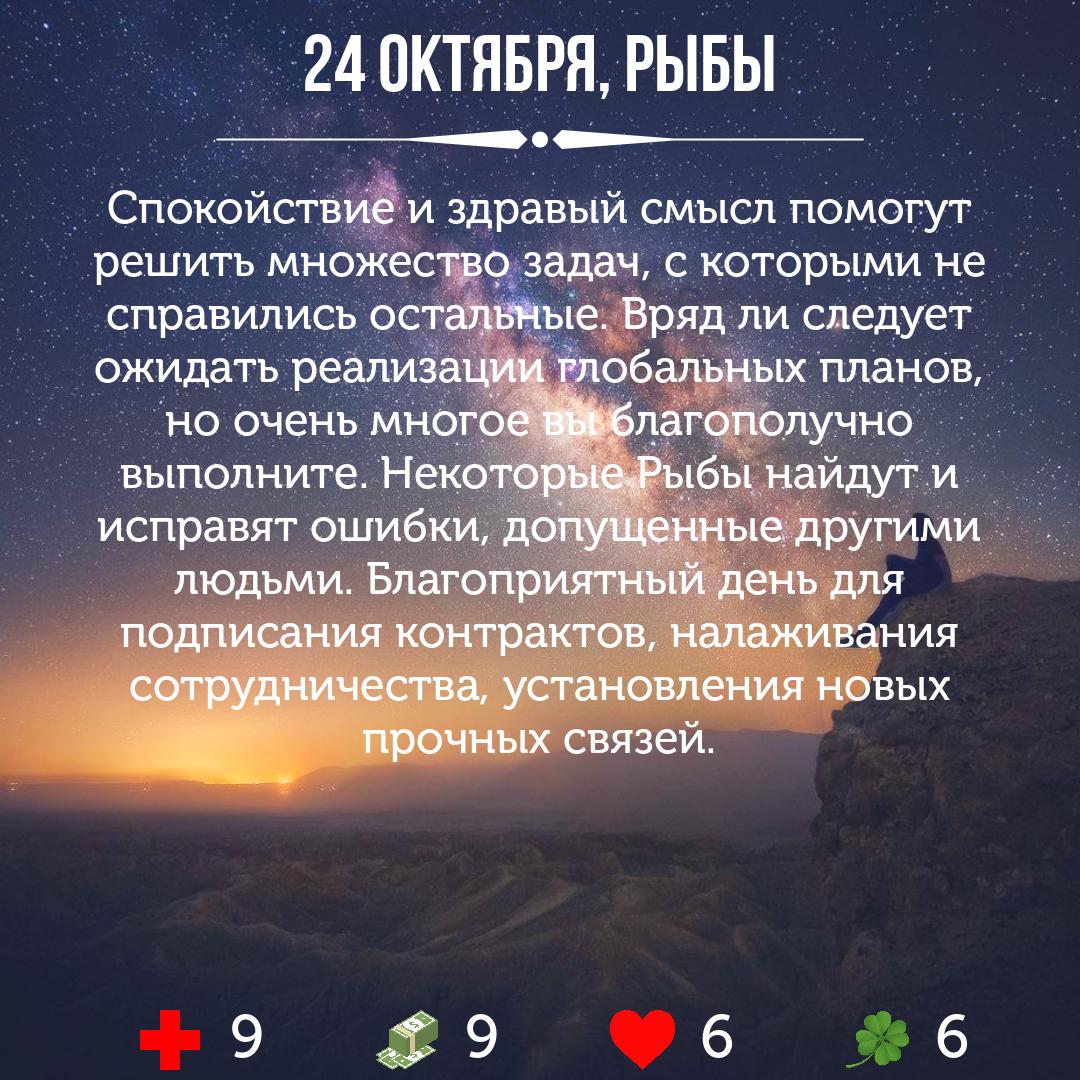 24 ОКТЯБРЯ, РЫБЫ
Спокойствие и здравый смысл помогут
решить множество задач, с которыми не
справились остальные. Вряд ли следует
ожидать реализации глобальных планов,
но очень многое вы благополучно
выполните. Некоторые Рыбы найдут и
исправят ошибки, допущенные другими
людьми. Благоприятный день для
подписания контрактов, налаживания
сотрудничества, установления новых
прочных связей.
9 9 6 6